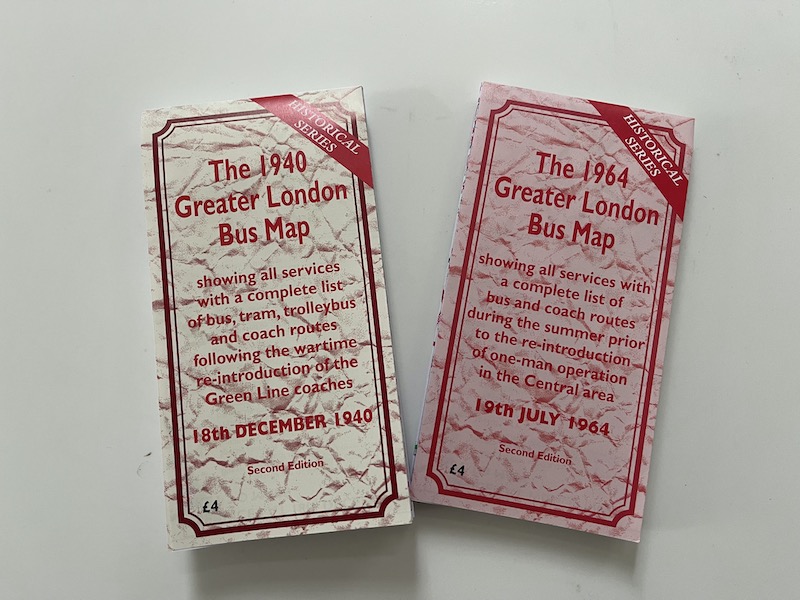 HISTORICAL
SERIES
The 1940
Greater London
Bus Map
showing all services
with a complete list
of bus, tram, trolleybus
and coach routes
following the wartime
re-introduction of the
Green Line coaches
18th DECEMBER 1940
Second Edition
£4
HISTORICAL
SERIES
The 1964
Greater London
Bus Map
showing all services with
a complete list of
bus and coach routes
during the summer prior
to the re-introduction
of one-man operation
in the Central area
19th JULY 1964
Second Edition
£4